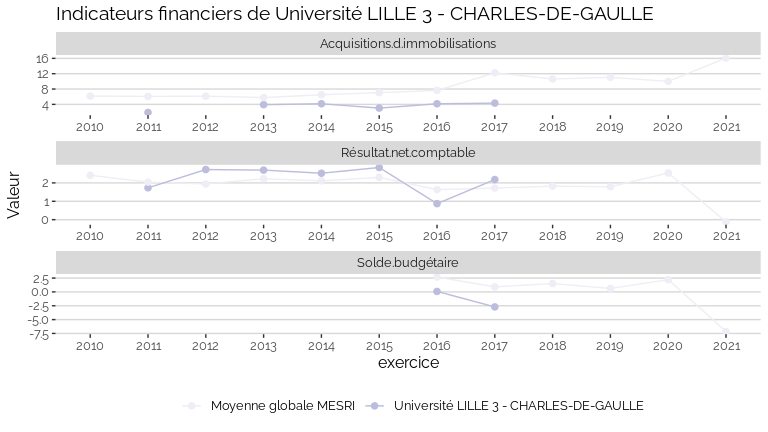 Indicateurs financiers de Université LILLE 3 - CHARLES-DE-GAULLE
Acquisitions.d.immobilisations
16
12
8
4
2010 2011 2012 2013 2014 2015 2016 2017 2018 2019 2020 2021
Résultat.net.comptable
2
1
0
2010 2011 2012 2013 2014 2015 2016 2017 2018 2019 2020 2021
Valeur
Solde.budgétaire
2.5
0.0
-2.5
-5.0
-7.5
2010 2011 2012 2013 2014 2015 2016 2017 2018 2019 2020 2021
exercice
Moyenne globale MESRI Université LILLE 3 - CHARLES-DE-GAULLE